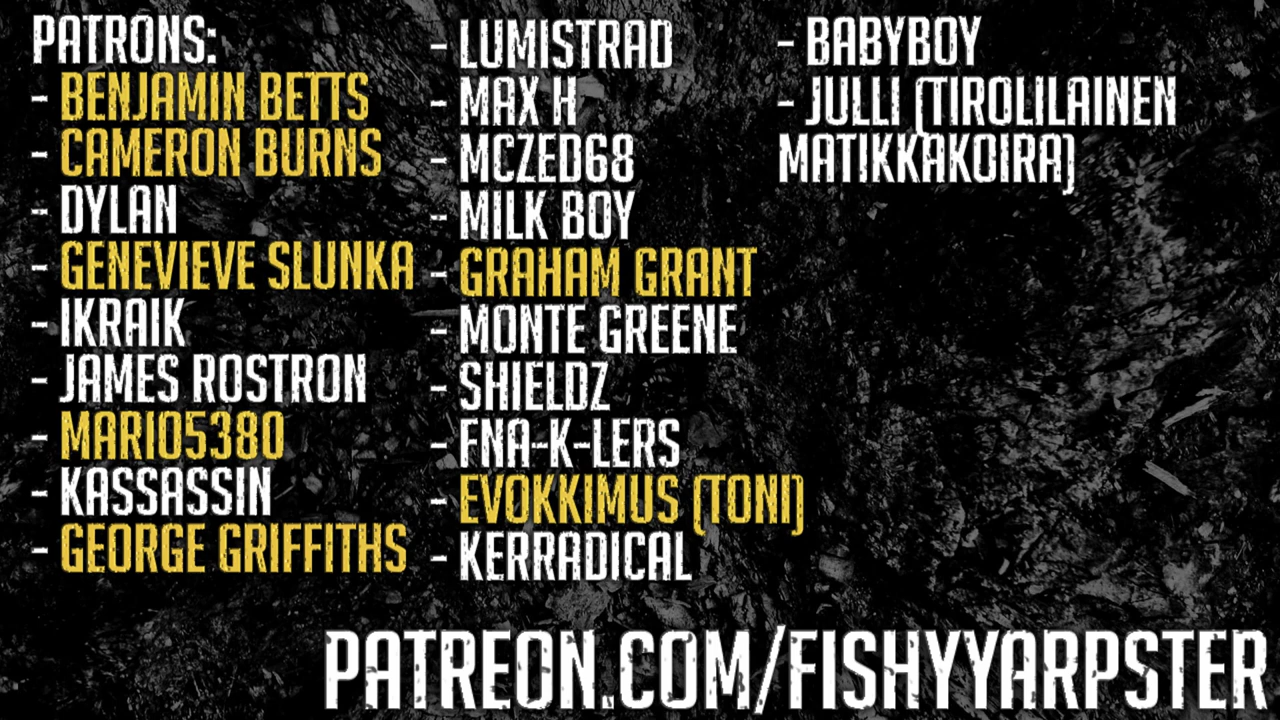 PATRONS:
- BENJAMIN BETTS
- CAMERON BURNS
- DYLAN
- GENEVIEVE SLUNKA
- IKRAIK
- JAMES ROSTRON
- MARIO5380
- KASSASSIN
- GEORGE GRIFFITHS
- LUMISTRAD
- MAX H
- MCZED68
- MILK BOY
- GRAHAM GRANT
- MONTE GREENE
- SHIELDZ
- FNA-K-LERS
- EVOKKIMUS (TONI)
- KERRADICAL
- BABYBOY
- JULLI (TIROLILAINEN
MATIKKAKOIRA)
PATREON.COM/FISHYYARPSTER